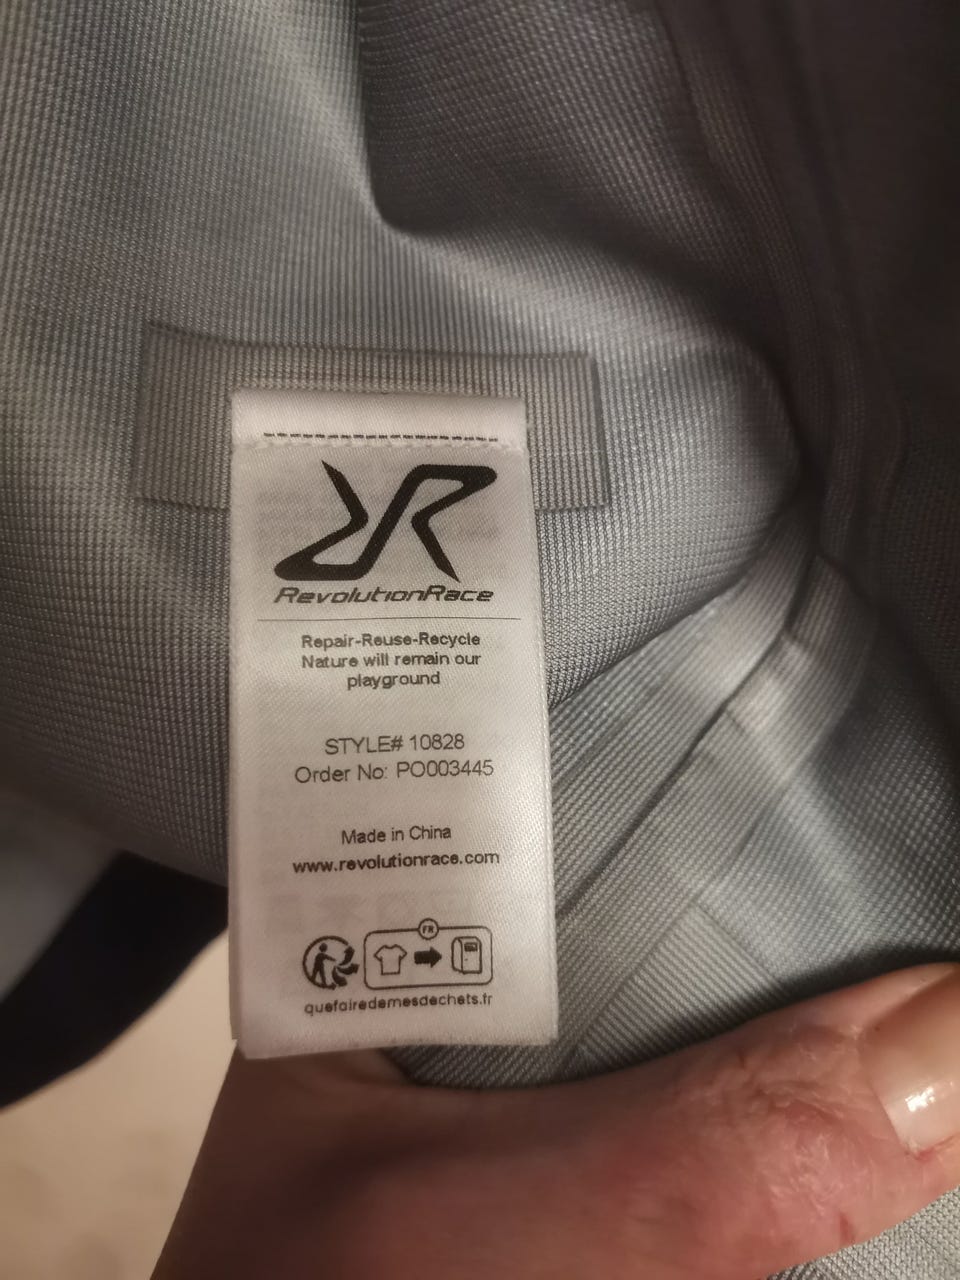 RevolutionRace
Repair-Reuse-Recycle
Nature will remain our
playground
STYLE# 10828
Order No: PO003445
Made in China
www.revolutionrace.com
FR
quefairedemesdechets.fr